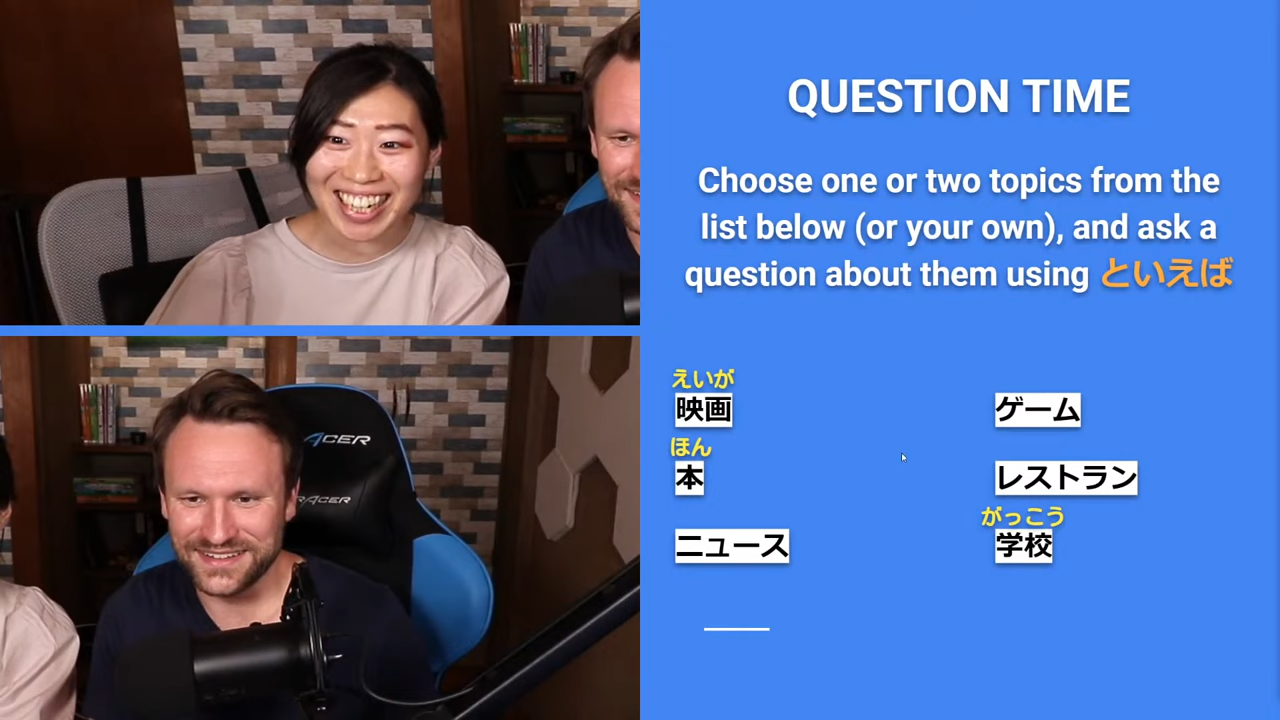 QUESTION TIME
Choose one or two topics from the
list below (or your own), and ask a
question about them using といえば
えいが
映画
ゲーム
ほん
本
レストラン
がっこう
ニュース
学校
ACER